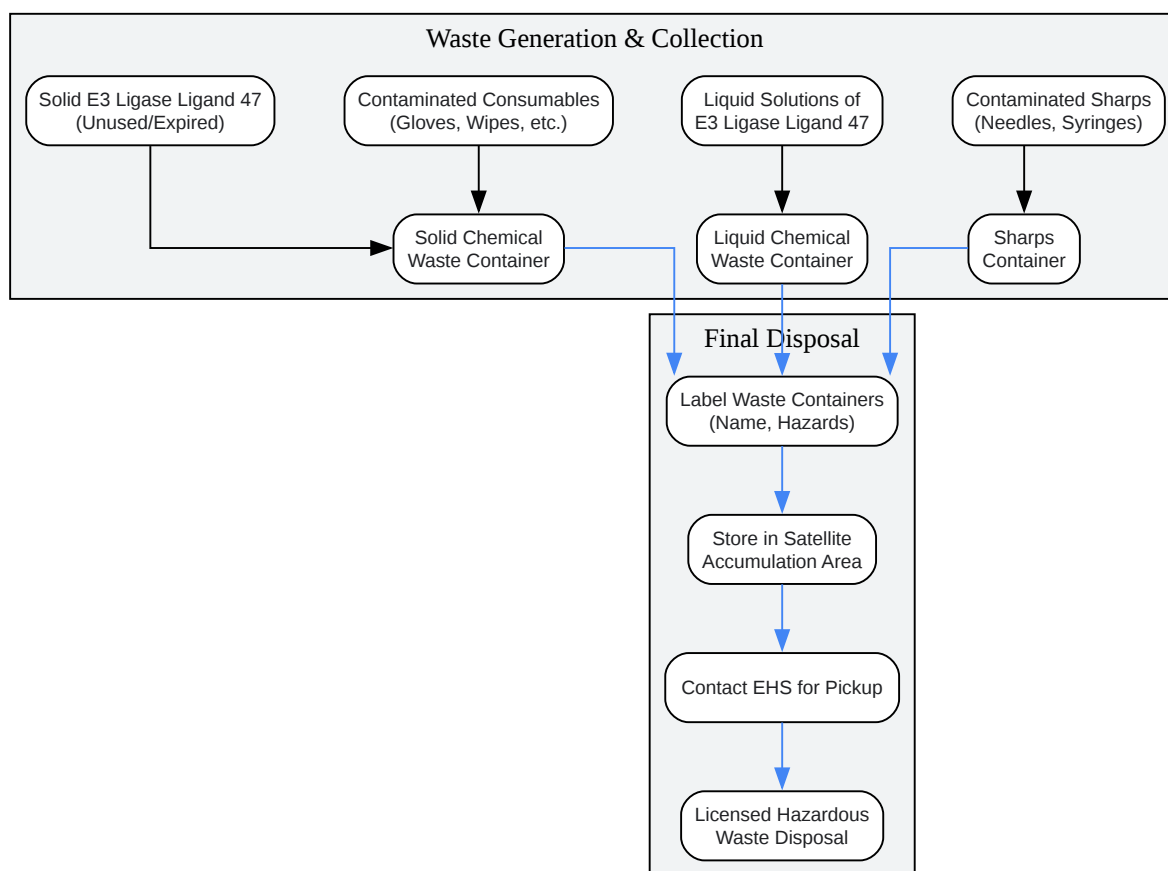 Waste Generation & Collection
Solid E3 Ligase Ligand 47
(Unused/Expired)
Contaminated Consumables
(Gloves, Wipes, etc.)
Liquid Solutions of
E3 Ligase Ligand 47
Contaminated Sharps
(Needles, Syringes)
Solid Chemical
Waste Container
Liquid Chemical
Waste Container
Sharps
Container
Final Disposal
Label Waste Containers
(Name, Hazards)
Store in Satellite
Accumulation Area
Contact EHS for Pickup
Licensed Hazardous
Waste Disposal